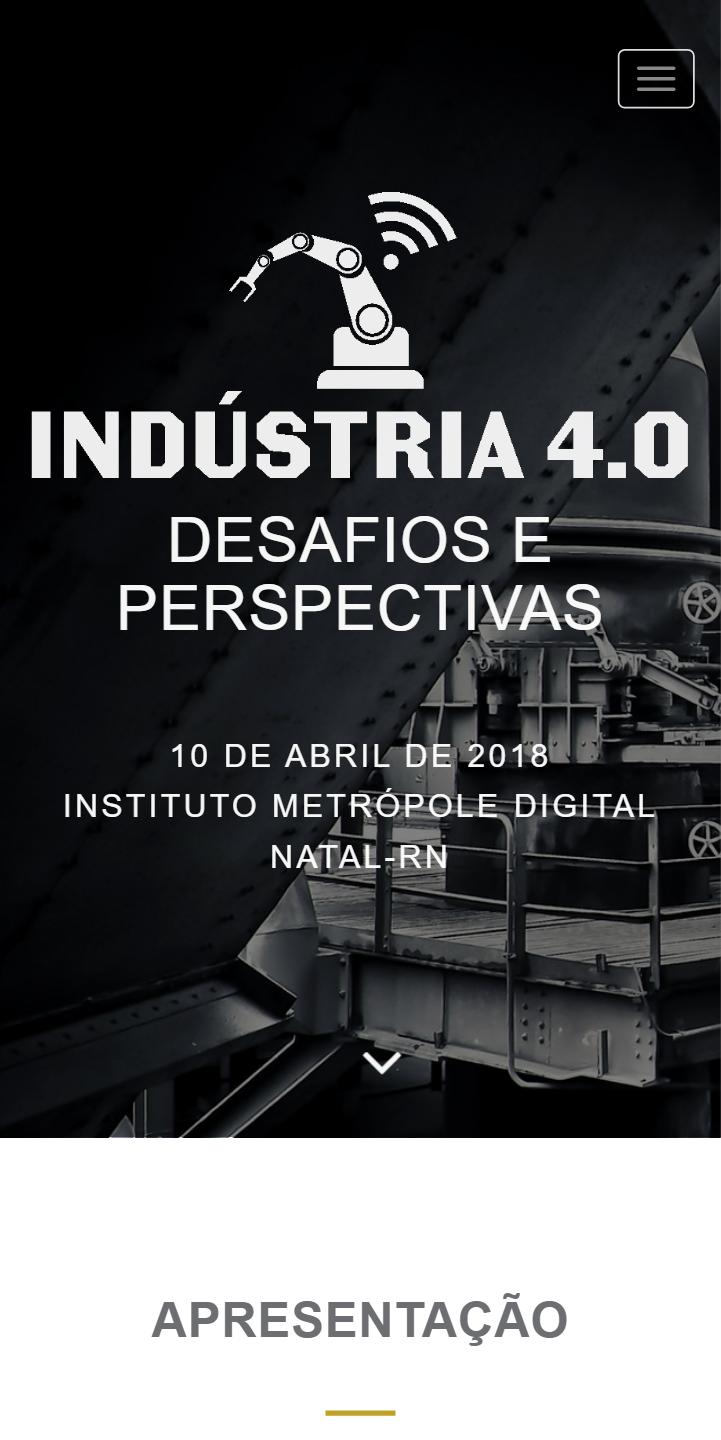 INDÚSTRIA 4.0
DESAFIOS E
PERSPECTIVAS
10 DE ABRIL DE 2018
INSTITUTO METRÓPOLE DIGITAL
NATAL-RN
APRESENTAÇÃO